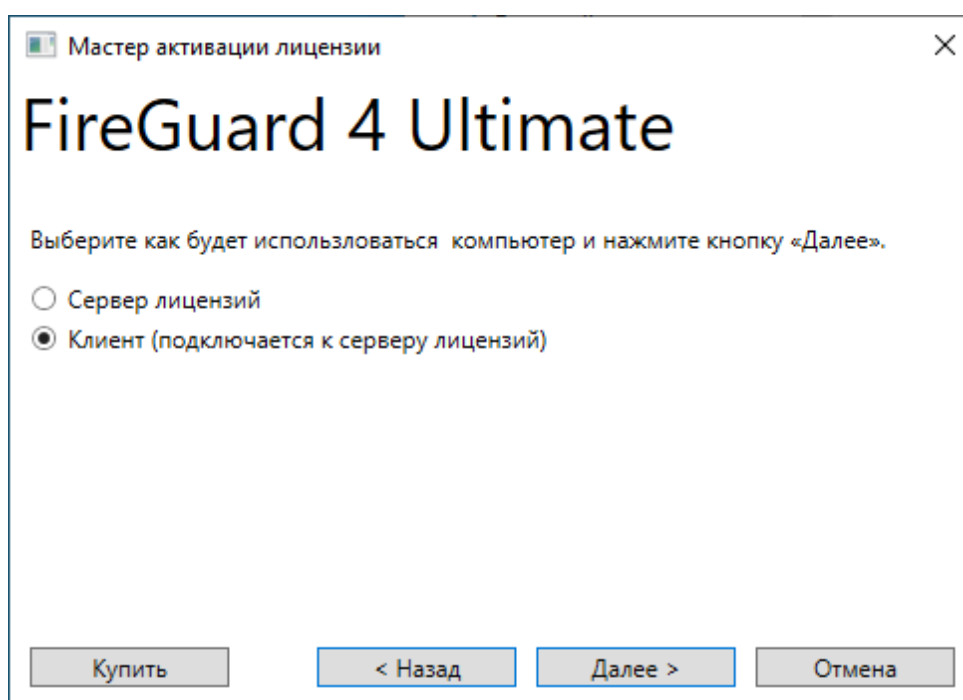 Мастер активации лицензии
FireGuard 4 Ultimate
Выберите как будет использловаться  компьютер и нажмите кнопку «Далее».
Сервер лицензий
Клиент (подключается к серверу лицензий)
Купить
< Назад
Далее >
Отмена